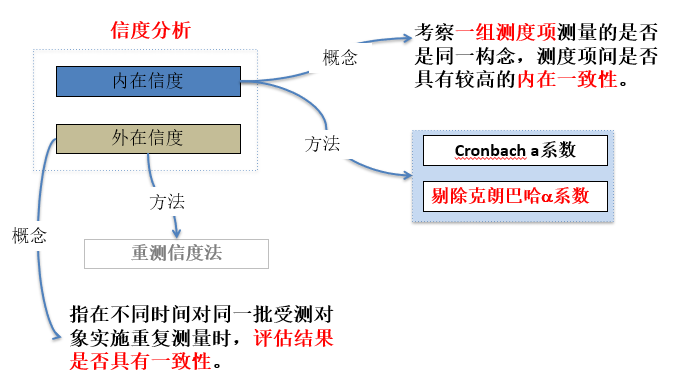 信度分析
内在信度
外在信度
概念
考察一组测度项测量的是否
是同一构念，测度项间是否
具有较高的内在一致性。
方法
Cronbach a系数
剔除克朗巴哈α系数
方法
重测信度法
概念
指在不同时间对同一批受测对
象实施重复测量时，评估结果
是否具有一致性。